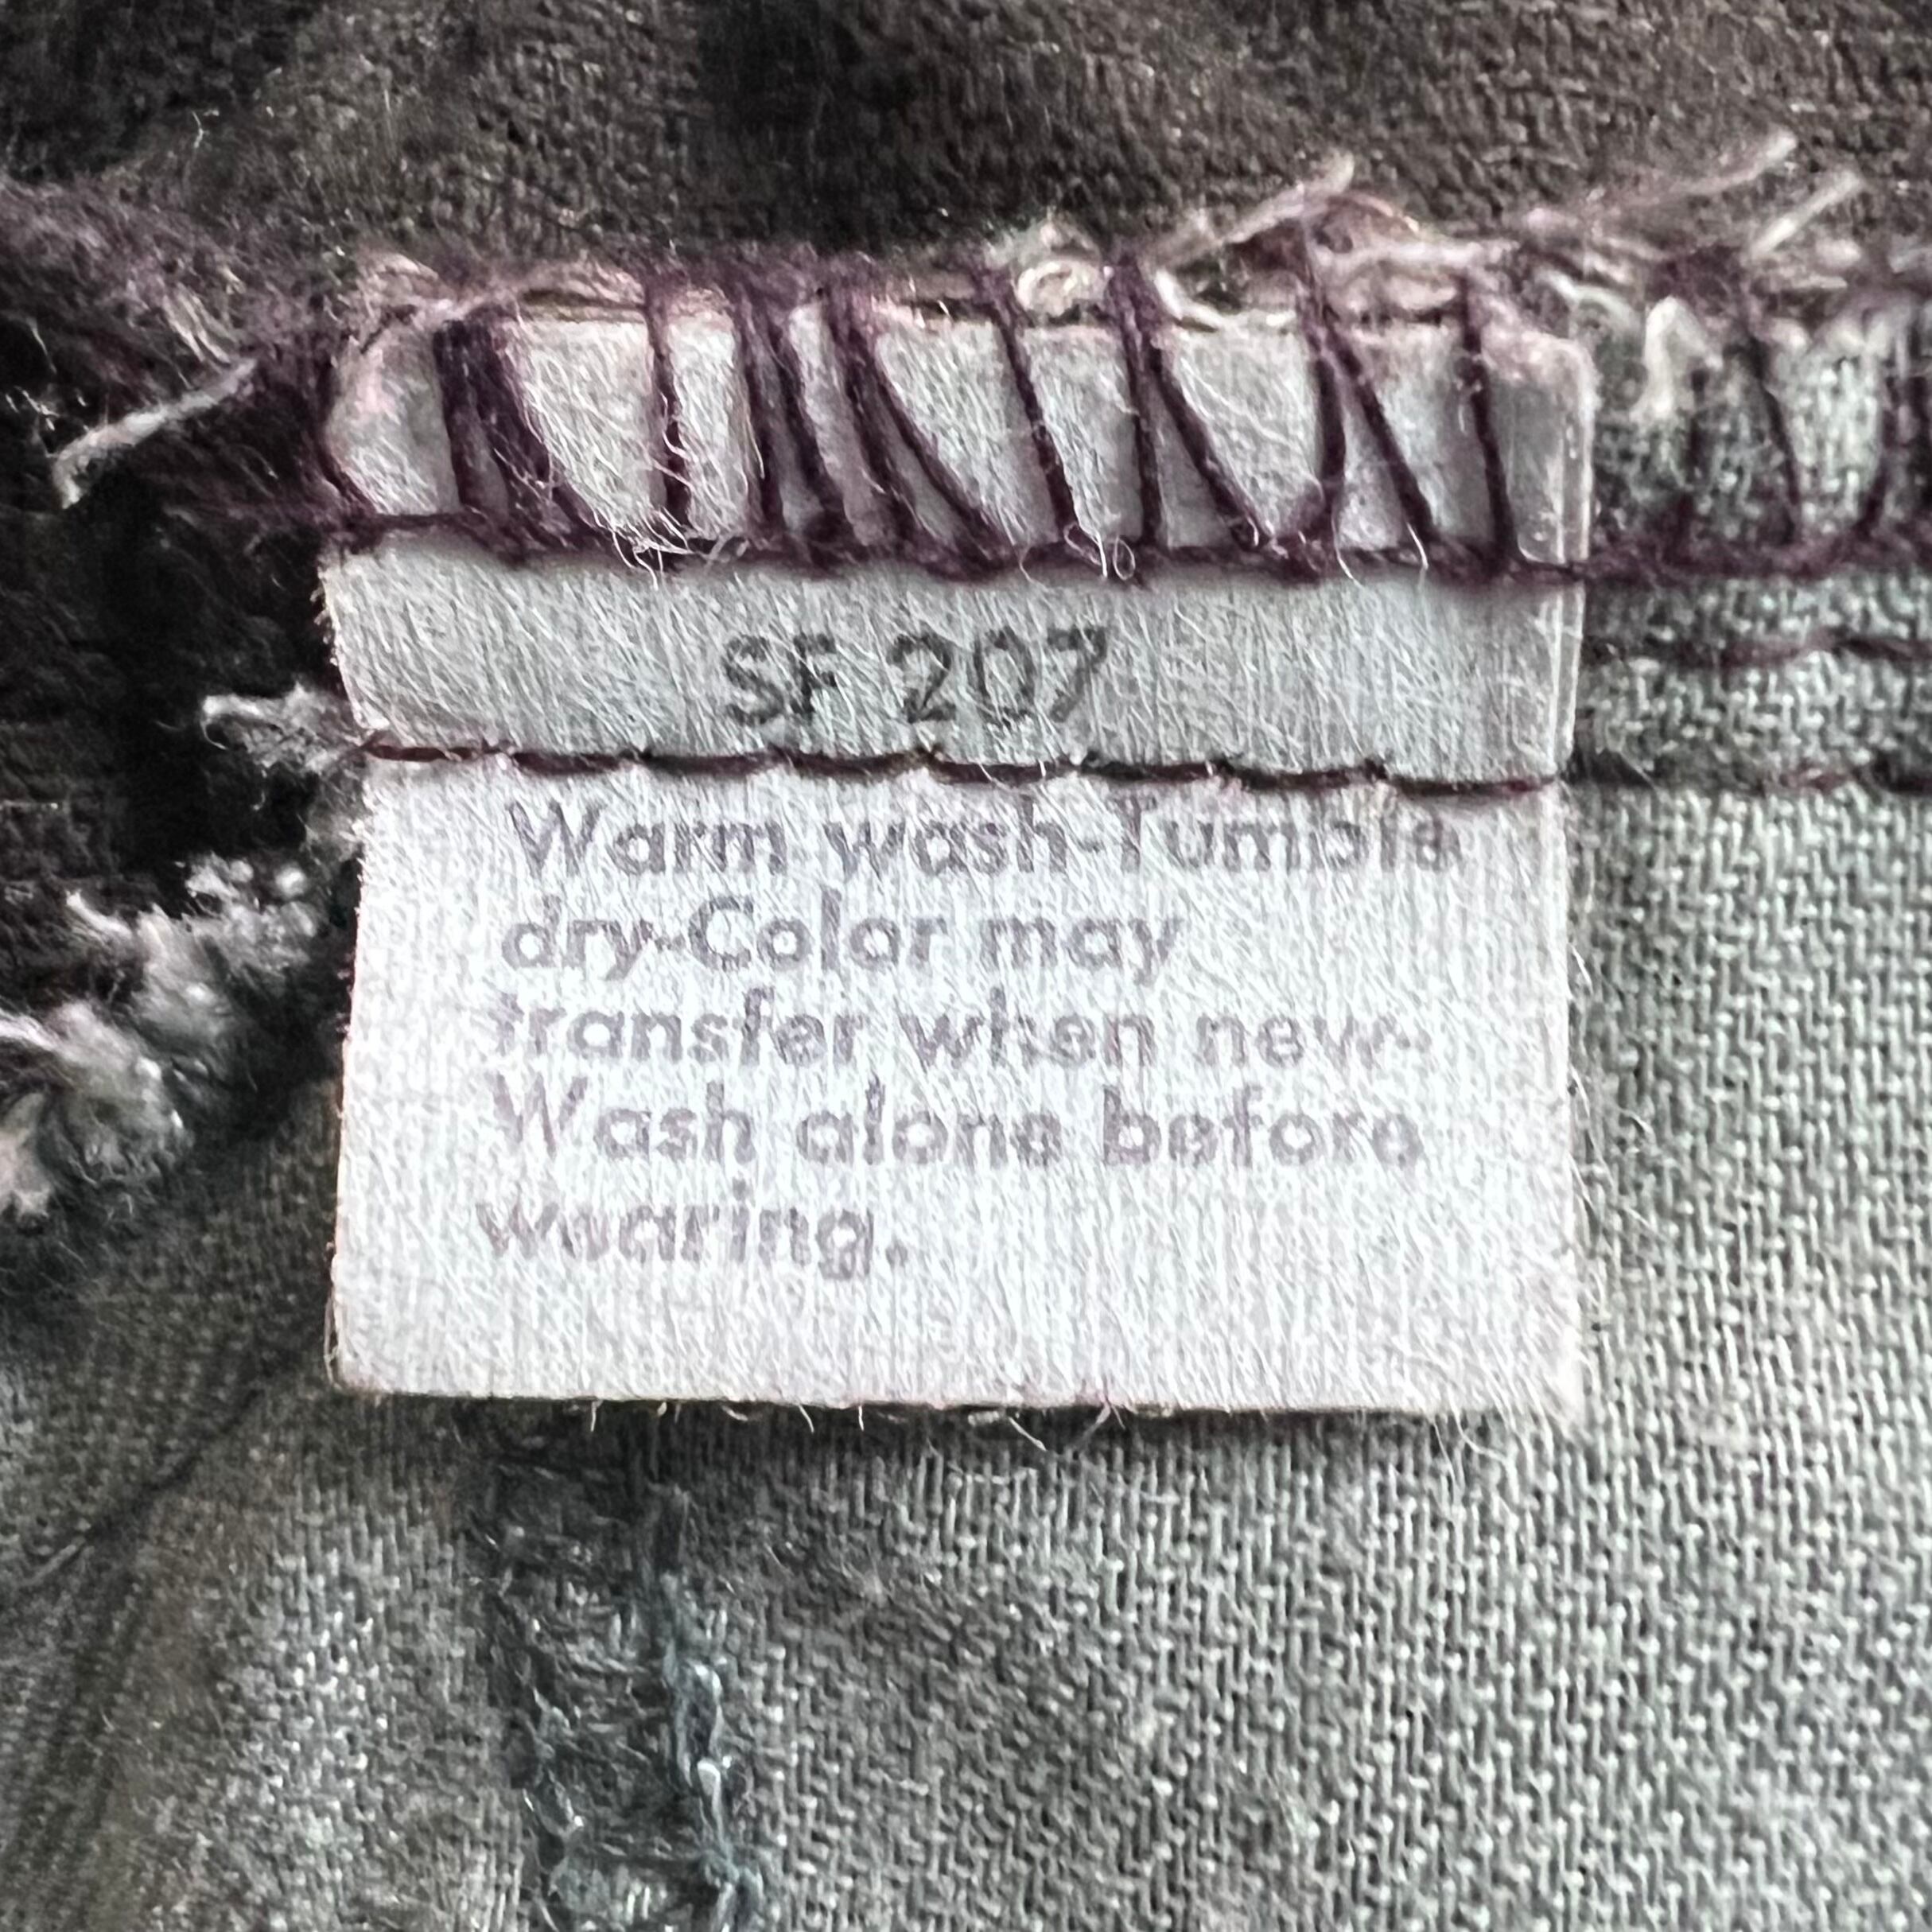 SF 207
Warm wash-Tumble
dry-Color may
transfer when new-
Wash alone before
wearing.